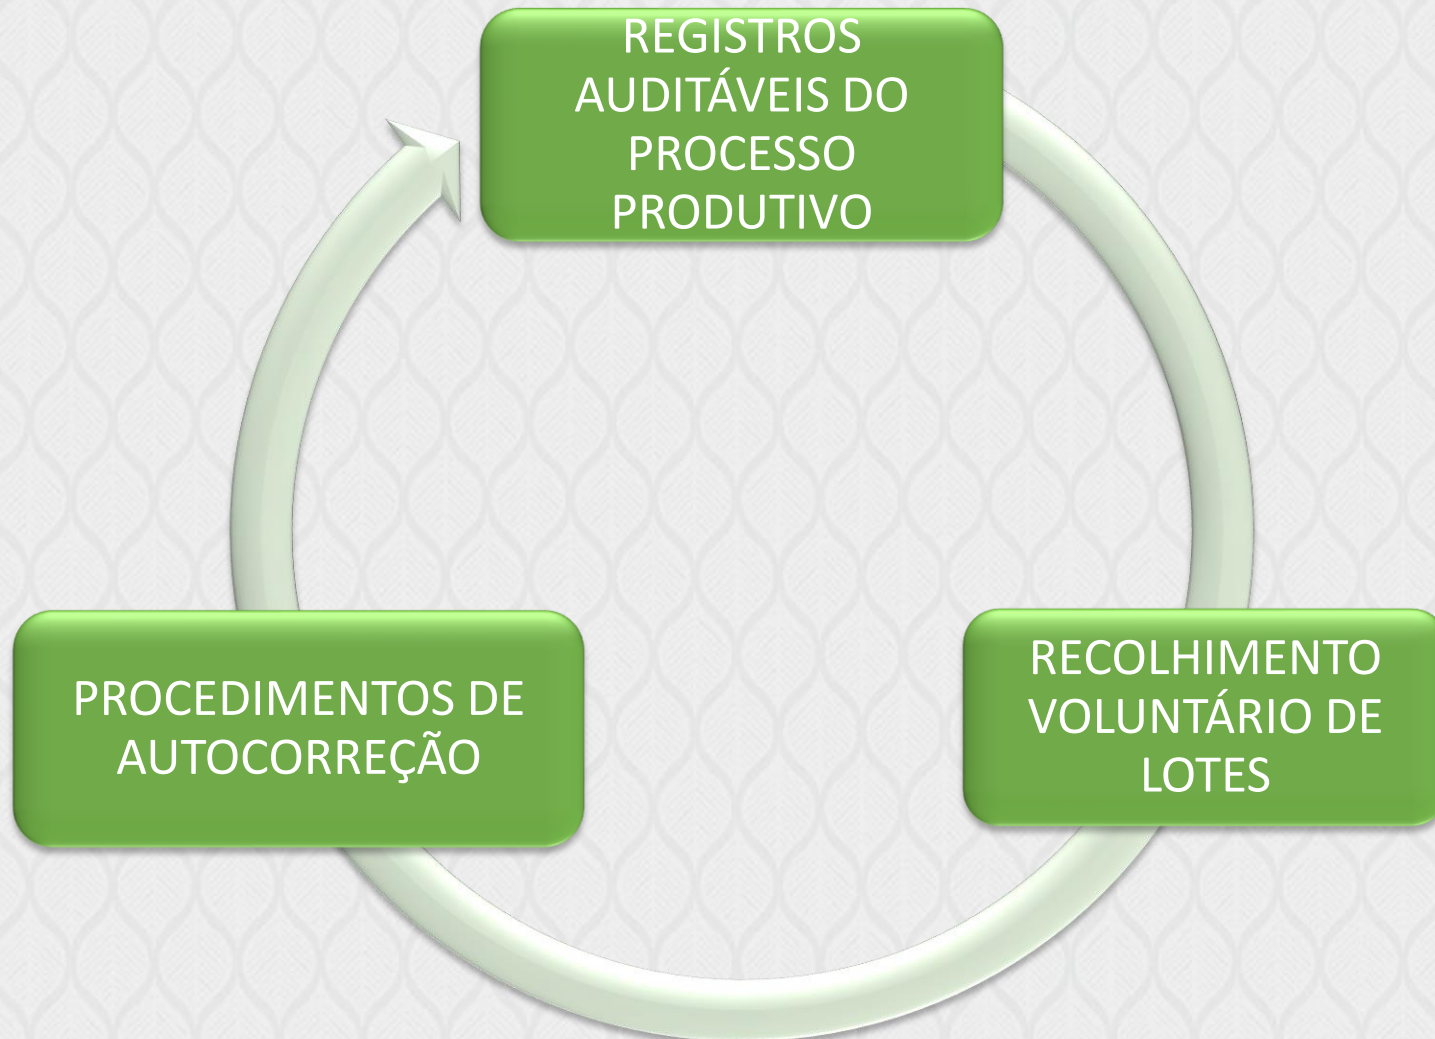 REGISTROS
AUDITÁVEIS DO
PROCESSO
PRODUTIVO
RECOLHIMENTO
VOLUNTÁRIO DE
LOTES
PROCEDIMENTOS DE
AUTOCORREÇÃO